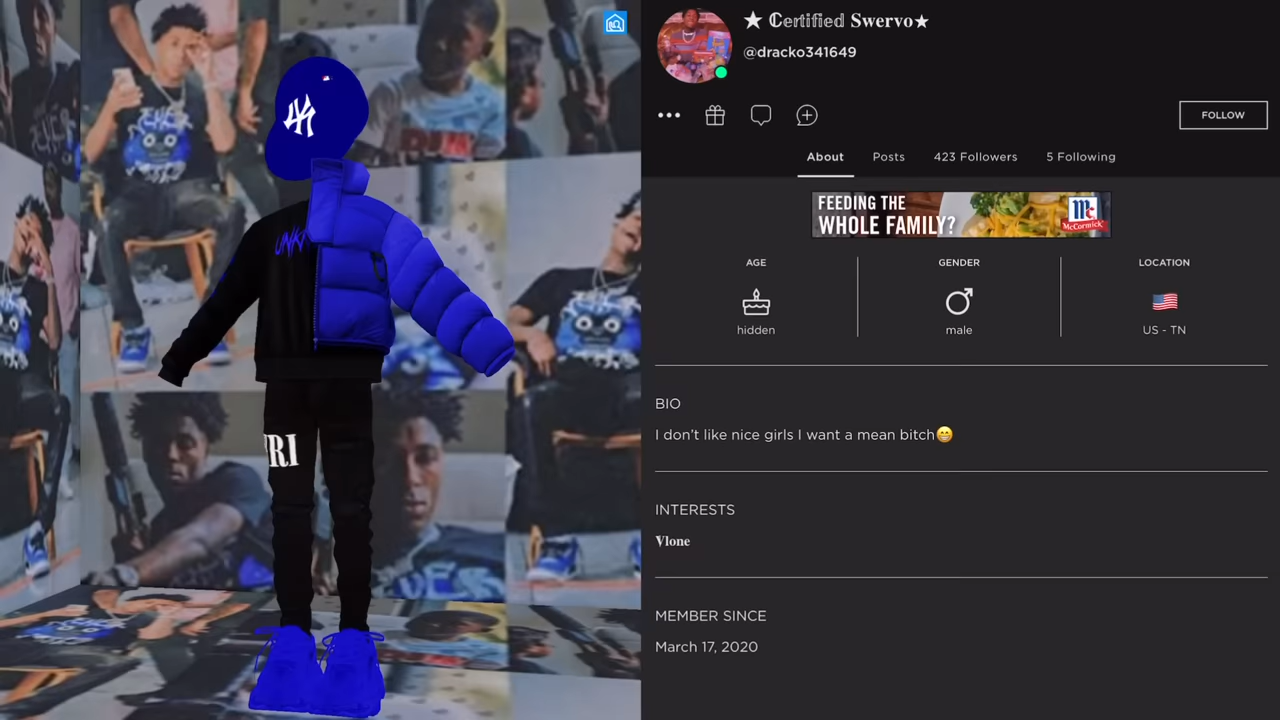 ★ ℂ𝕖𝕣𝕥𝕚𝕗𝕚𝕖𝕕 𝐒𝐰𝐞𝐫𝐯𝐨★
@dracko341649
FOLLOW
About Posts 423 Followers 5 Following
FEEDING THE
WHOLE FAMILY?
Mc
McCormick
AGE GENDER LOCATION
hidden male US - TN
BIO
I don’t like nice girls I want a mean bitch😁
INTERESTS
𝐕𝐥𝐨𝐧𝐞
MEMBER SINCE
March 17, 2020
NY
RI